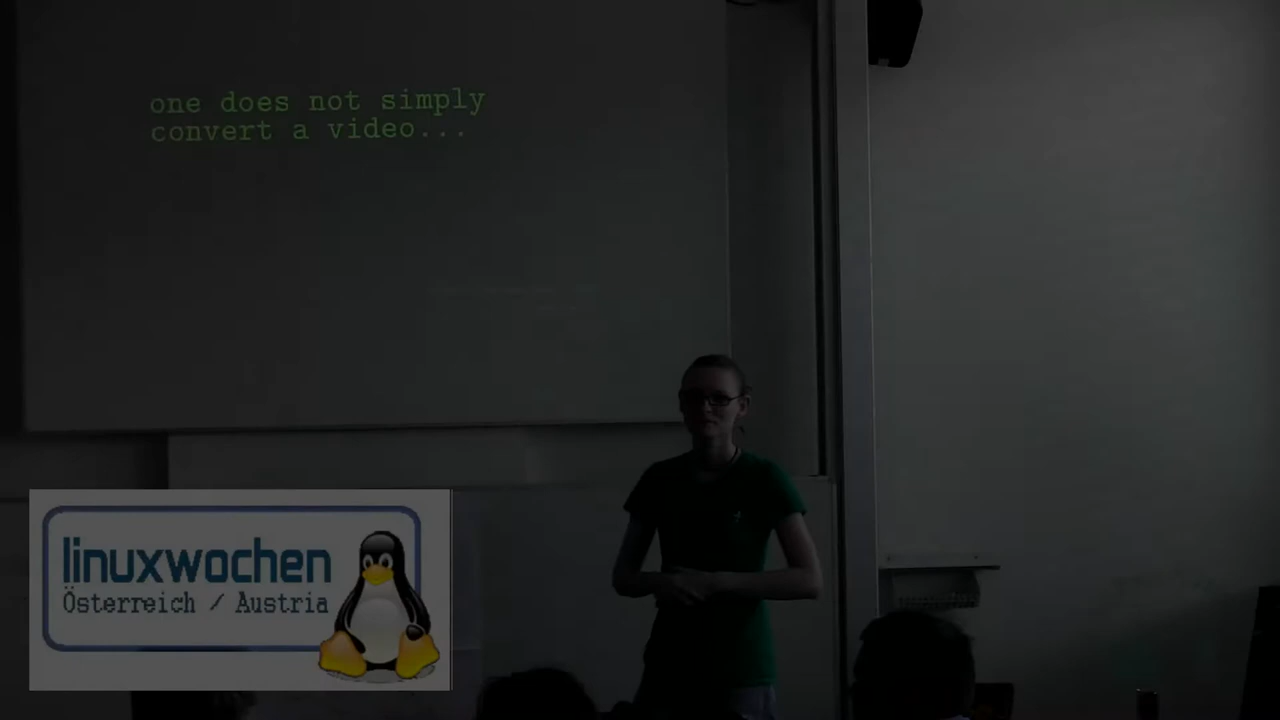 one does not simply
convert a video...
linuxwochen
Österreich / Austria